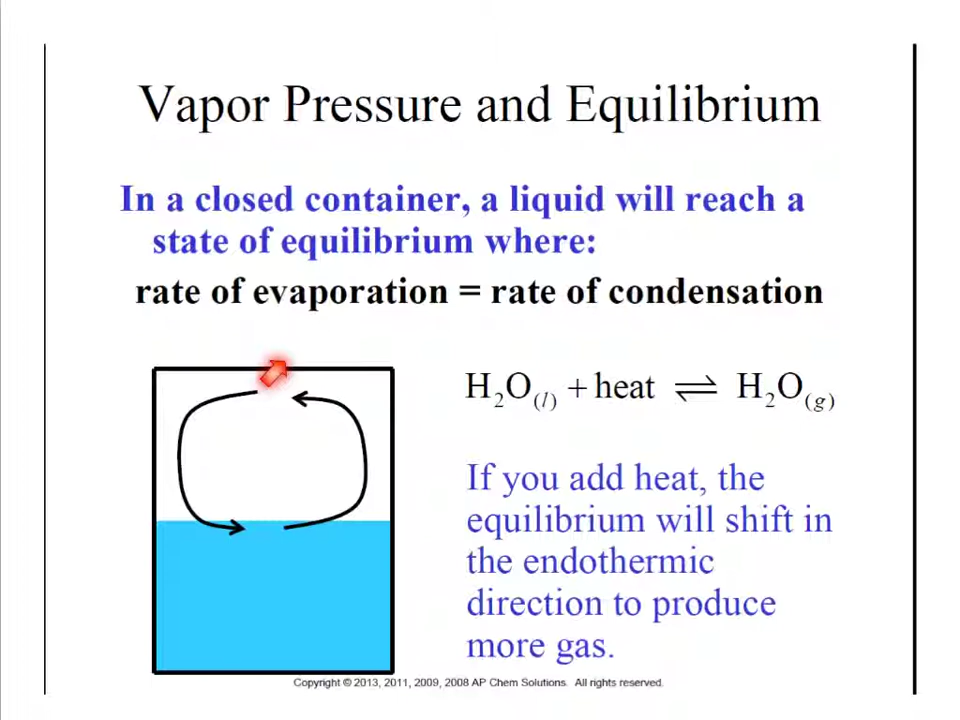 Vapor Pressure and Equilibrium
In a closed container, a liquid will reach a
state of equilibrium where:
rate of evaporation = rate of condensation
H₂O₍l₎ + heat ⇌ H₂O₍g₎
If you add heat, the
equilibrium will shift in
the endothermic
direction to produce
more gas.
Copyright © 2013, 2011, 2009, 2008 AP Chem Solutions. All rights reserved.